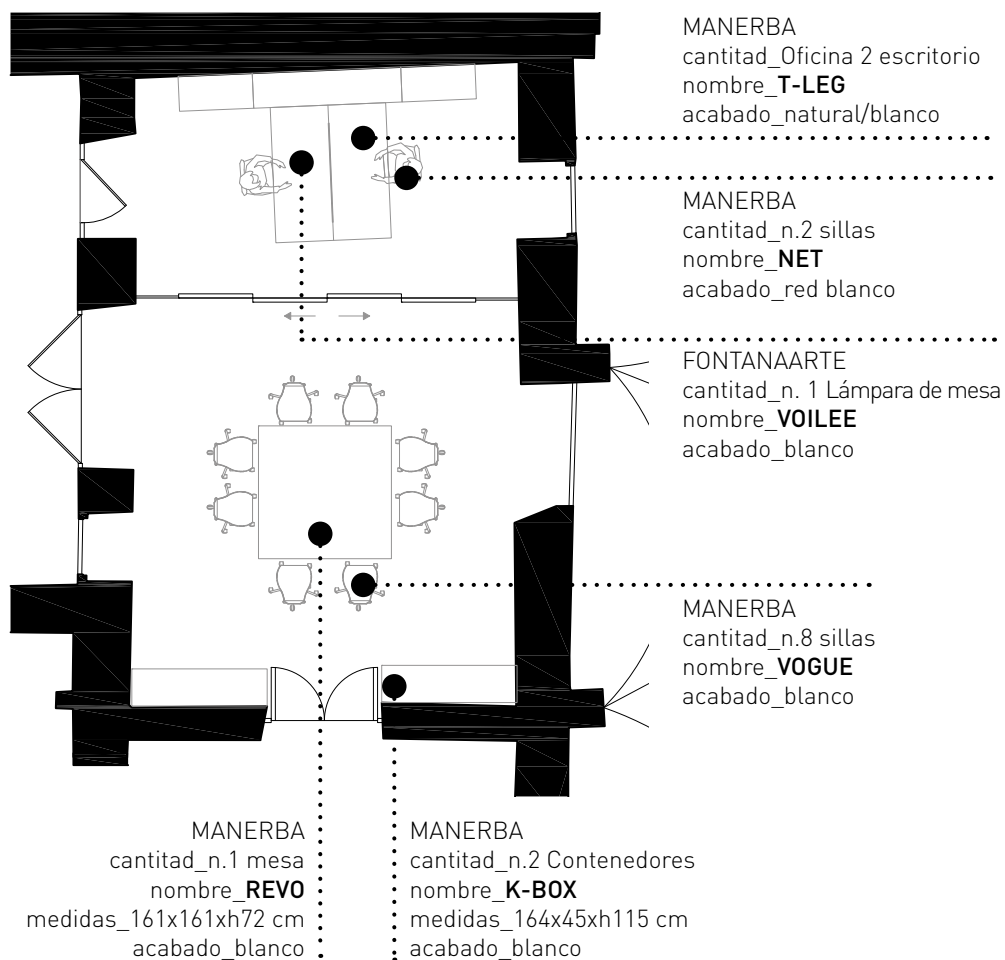 MANERBA
cantitad_Oficina 2 escritorio
nombre_T-LEG
acabado_natural/blanco
MANERBA
cantitad_n.2 sillas
nombre_NET
acabado_red blanco
FONTANAARTE
cantitad_n. 1 Lámpara de mesa
nombre_VOILEE
acabado_blanco
MANERBA
cantitad_n.8 sillas
nombre_VOGUE
acabado_blanco
MANERBA
cantitad_n.1 mesa
nombre_REVO
medidas_161x161xh72 cm
acabado_blanco
MANERBA
cantitad_n.2 Contenedores
nombre_K-BOX
medidas_164x45xh115 cm
acabado_blanco